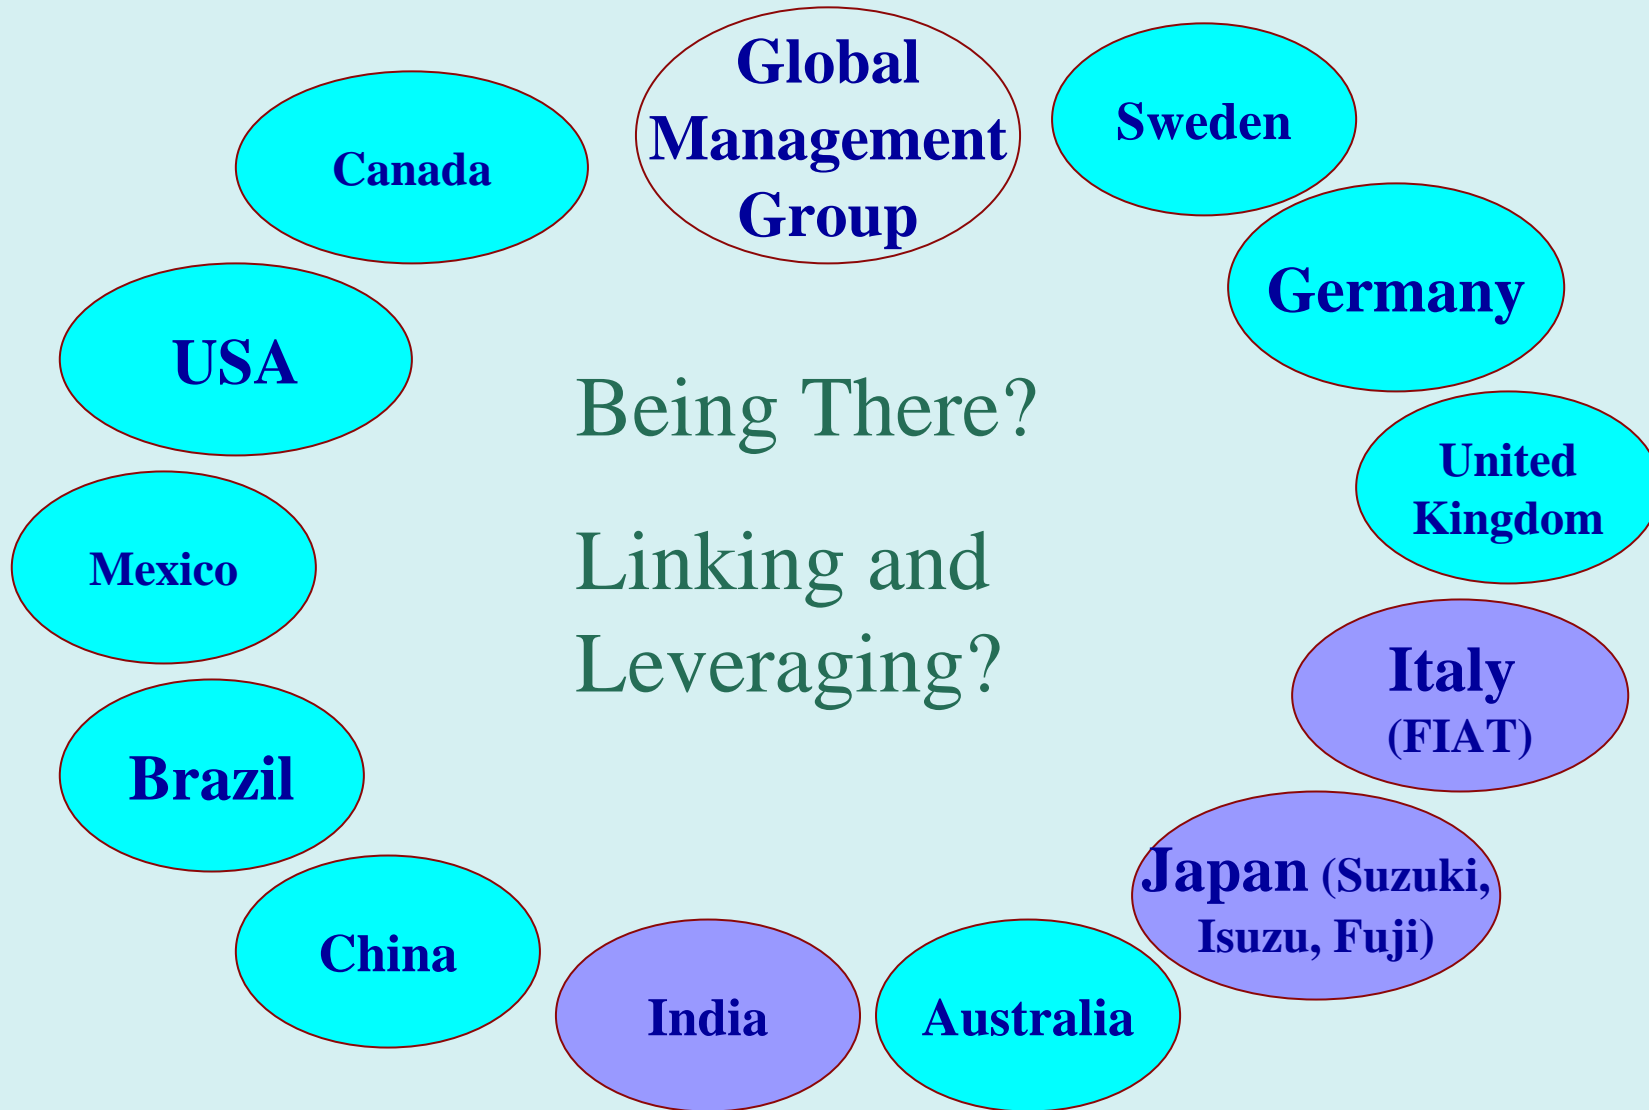 Global
Management
Group
Sweden
Canada
Germany
USA
Being There?
United
Kingdom
Linking and
Leveraging?
Mexico
Italy
(FIAT)
Brazil
Japan (Suzuki,
Isuzu, Fuji)
China
India
Australia